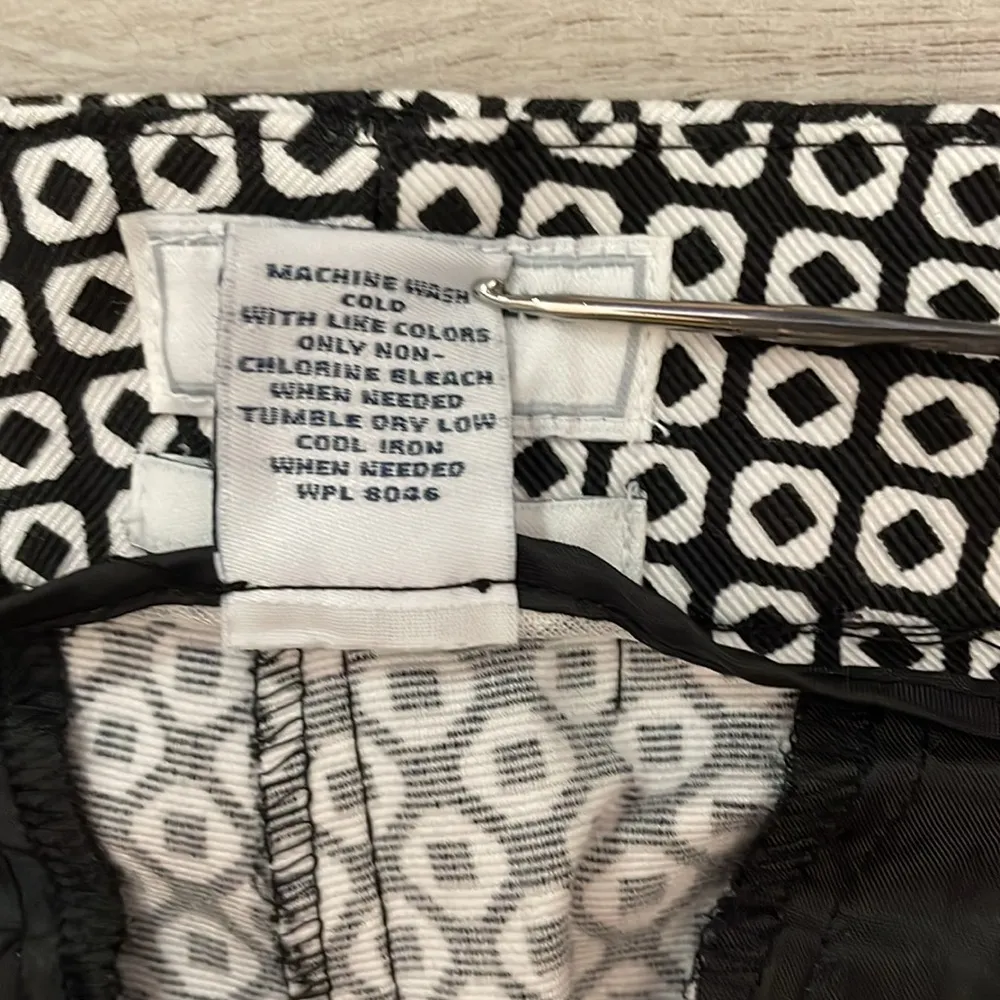 MACHINE WASH
COLD
WITH LIKE COLORS
ONLY NON-
CHLORINE BLEACH
WHEN NEEDED
TUMBLE DRY LOW
COOL IRON
WHEN NEEDED
WPL 8046